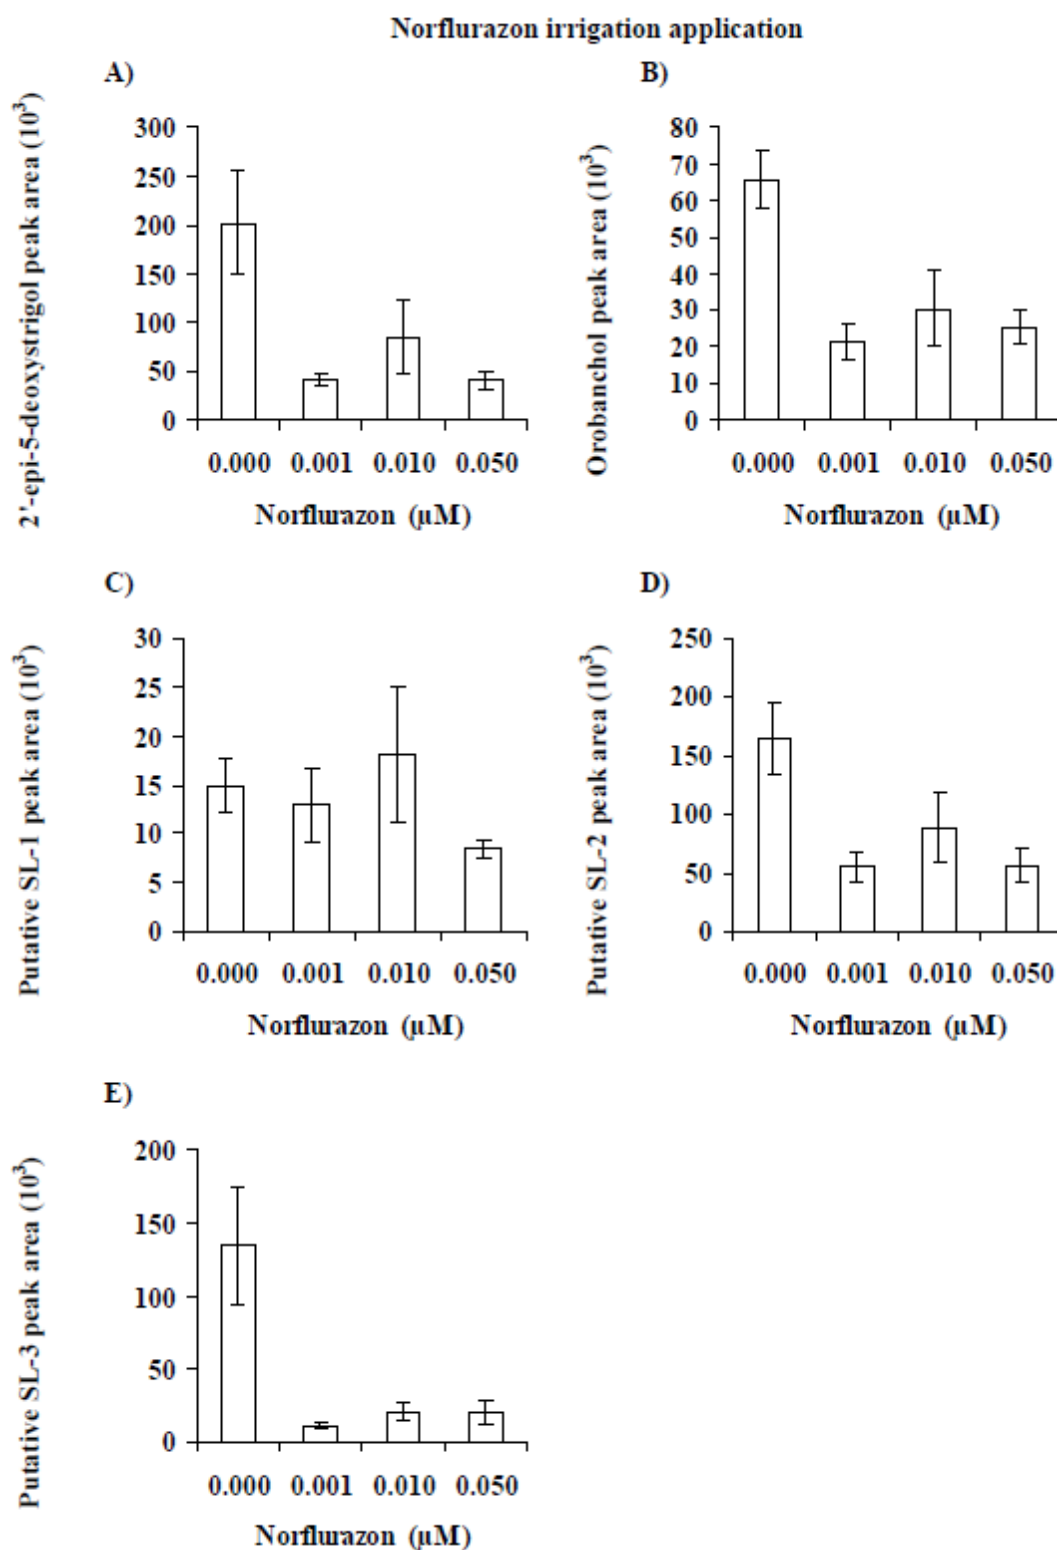 Norflurazon irrigation application
A)
2'-epi-5-deoxystrigol peak area (10³)
300
250
200
150
100
50
0
0.000 0.001 0.010 0.050
Norflurazon (µM)
B)
Orobanchol peak area (10³)
80
70
60
50
40
30
20
10
0
0.000 0.001 0.010 0.050
Norflurazon (µM)
C)
Putative SL-1 peak area (10³)
30
25
20
15
10
5
0
0.000 0.001 0.010 0.050
Norflurazon (µM)
D)
Putative SL-2 peak area (10³)
250
200
150
100
50
0
0.000 0.001 0.010 0.050
Norflurazon (µM)
E)
Putative SL-3 peak area (10³)
200
150
100
50
0
0.000 0.001 0.010 0.050
Norflurazon (µM)